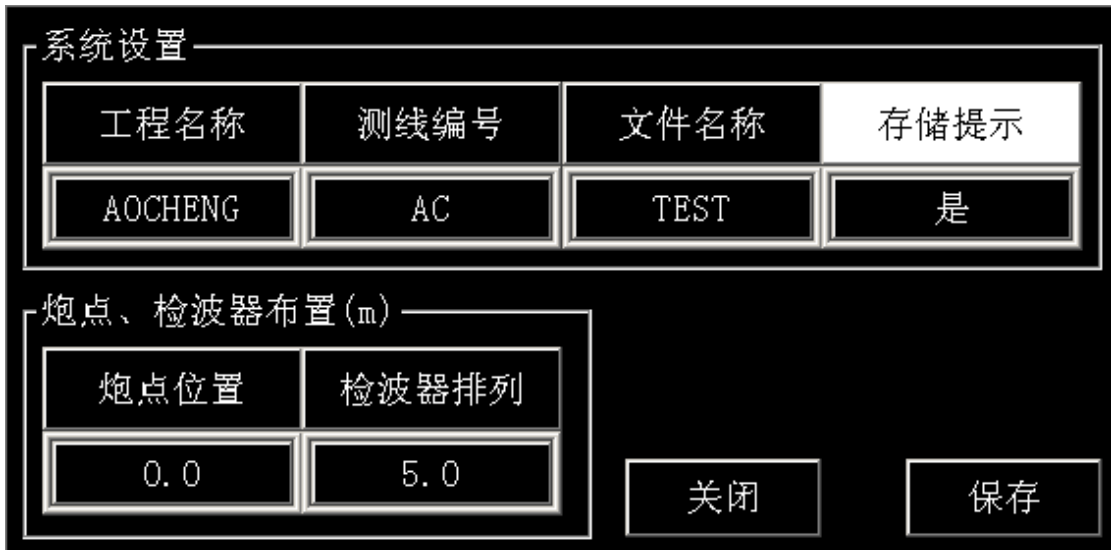 系统设置
工程名称 测线编号 文件名称 存储提示
AOCHENG AC TEST 是
炮点、检波器布置(m)
炮点位置 检波器排列
0.0 5.0
关闭 保存